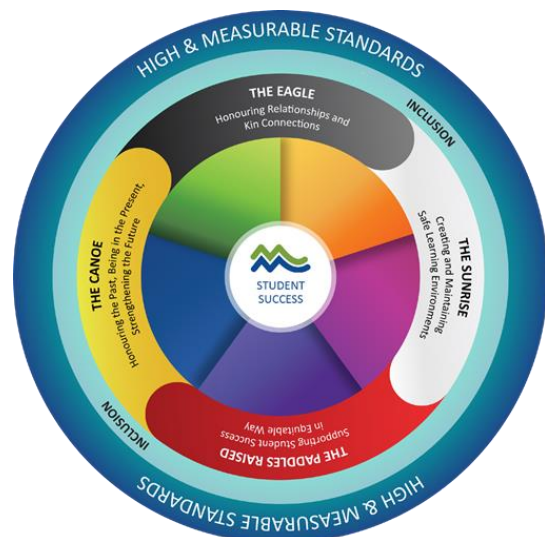 HIGH & MEASURABLE STANDARDS
INCLUSION
THE EAGLE
Honouring Relationships and
Kin Connections
THE SUNRISE
Creating and Maintaining
Safe Learning Environments
THE PADDLES RAISED
Supporting Student Success
in Equitable Way
THE CANOE
Honouring the Past, Being in the Present,
Strengthening the Future
STUDENT
SUCCESS
INCLUSION
HIGH & MEASURABLE STANDARDS